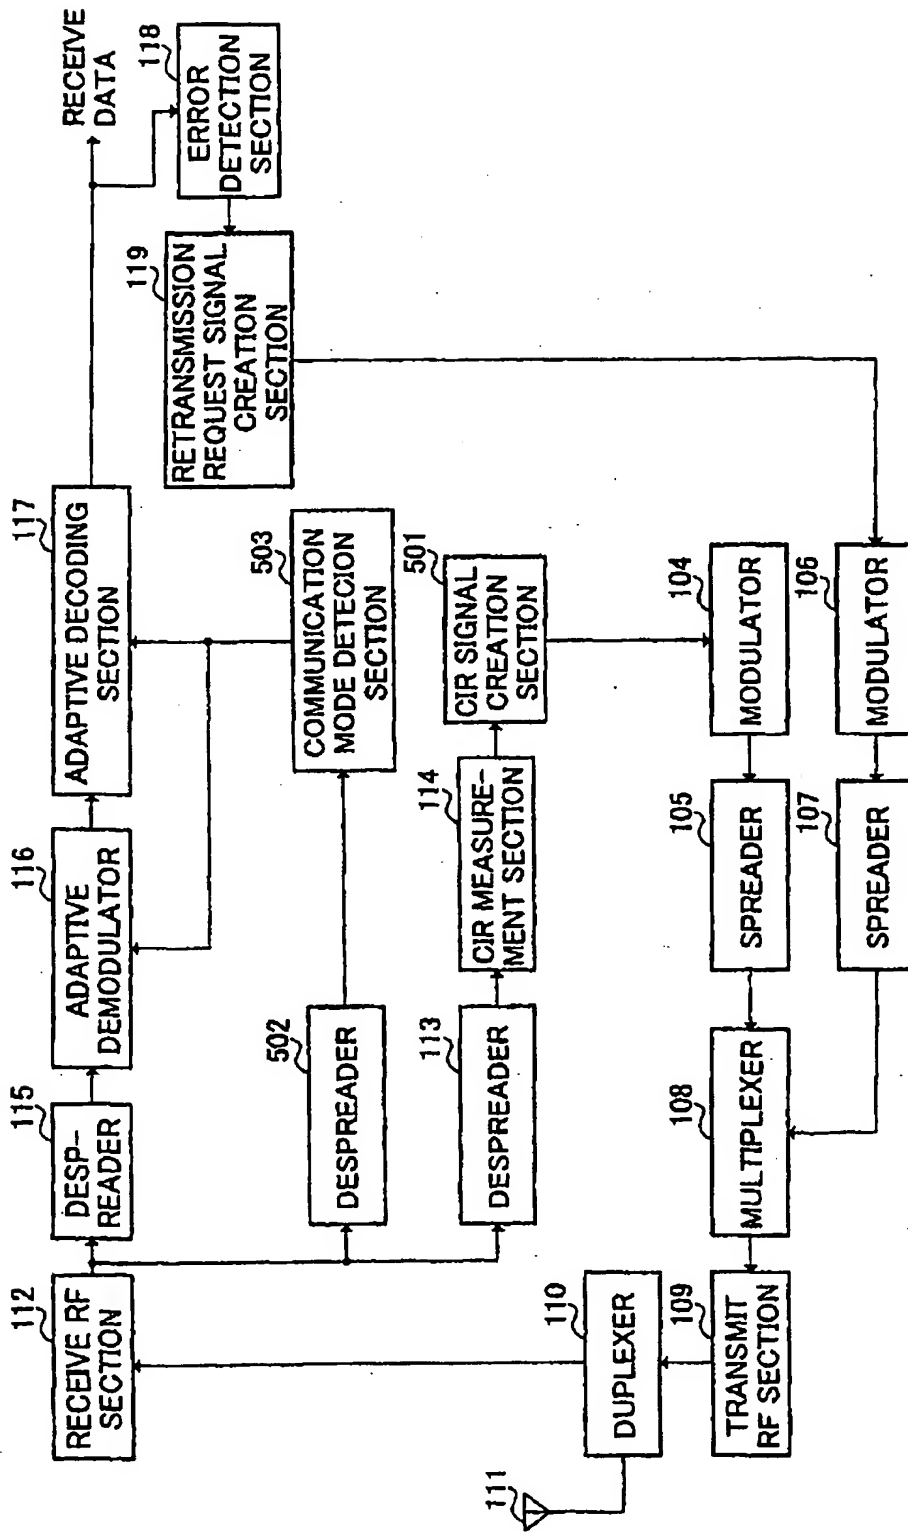 112
RECEIVE RF
SECTION
115
DESP-
READER
116
ADAPTIVE
DEMODULATOR
117
ADAPTIVE DECODING
SECTION
RECEIVE
DATA
118
ERROR
DETECTION
SECTION
119
RETRANSMISSION
REQUEST SIGNAL
CREATION
SECTION
502
DESPREADER
503
COMMUNICATION
MODE DETECION
SECTION
113
DESPREADER
114
CIR MEASURE-
MENT SECTION
501
CIR SIGNAL
CREATION
SECTION
111
110
DUPLEXER
109
TRANSMIT
RF SECTION
108
MULTIPLEXER
105
SPREADER
104
MODULATOR
107
SPREADER
106
MODULATOR